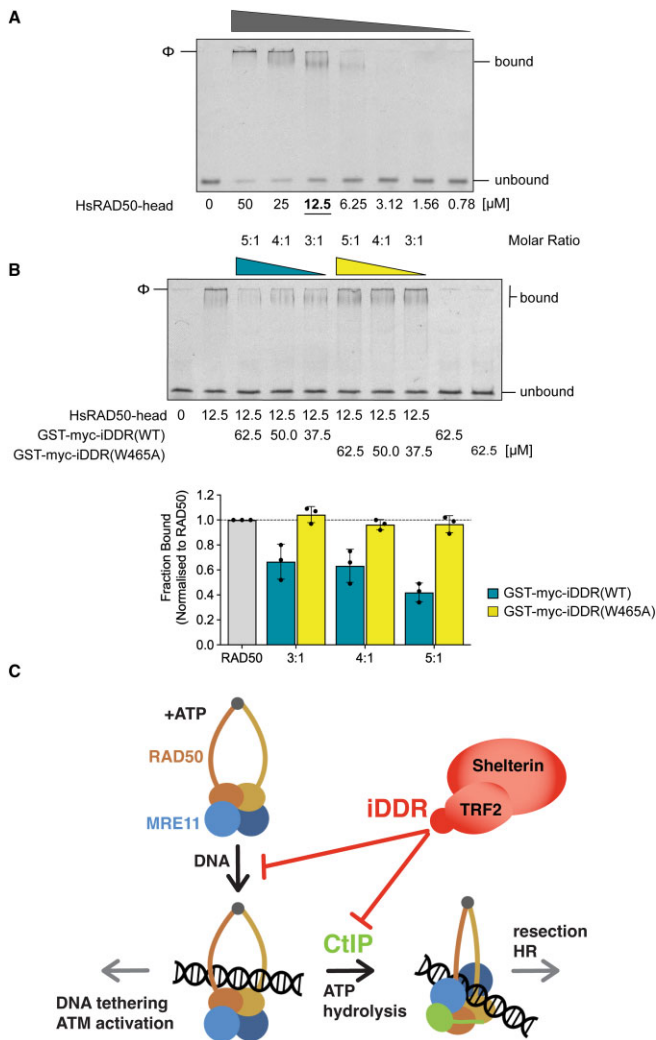 A
Φ
bound
unbound
HsRAD50-head 0 50 25 12.5 6.25 3.12 1.56 0.78 [µM]
5:1 4:1 3:1 5:1 4:1 3:1 Molar Ratio
B
Φ
bound
unbound
HsRAD50-head 0 12.5 12.5 12.5 12.5 12.5 12.5 12.5
GST-myc-iDDR(WT) 62.5 50.0 37.5 62.5
GST-myc-iDDR(W465A) 62.5 50.0 37.5 62.5 [µM]
Fraction Bound
(Normalised to RAD50)
1.2
1.0
0.8
0.6
0.4
0.2
0.0
RAD50 3:1 4:1 5:1
GST-myc-iDDR(WT)
GST-myc-iDDR(W465A)
C
+ATP
RAD50
MRE11
DNA
Shelterin
TRF2
iDDR
CtIP
ATP
hydrolysis
resection
HR
DNA tethering
ATM activation